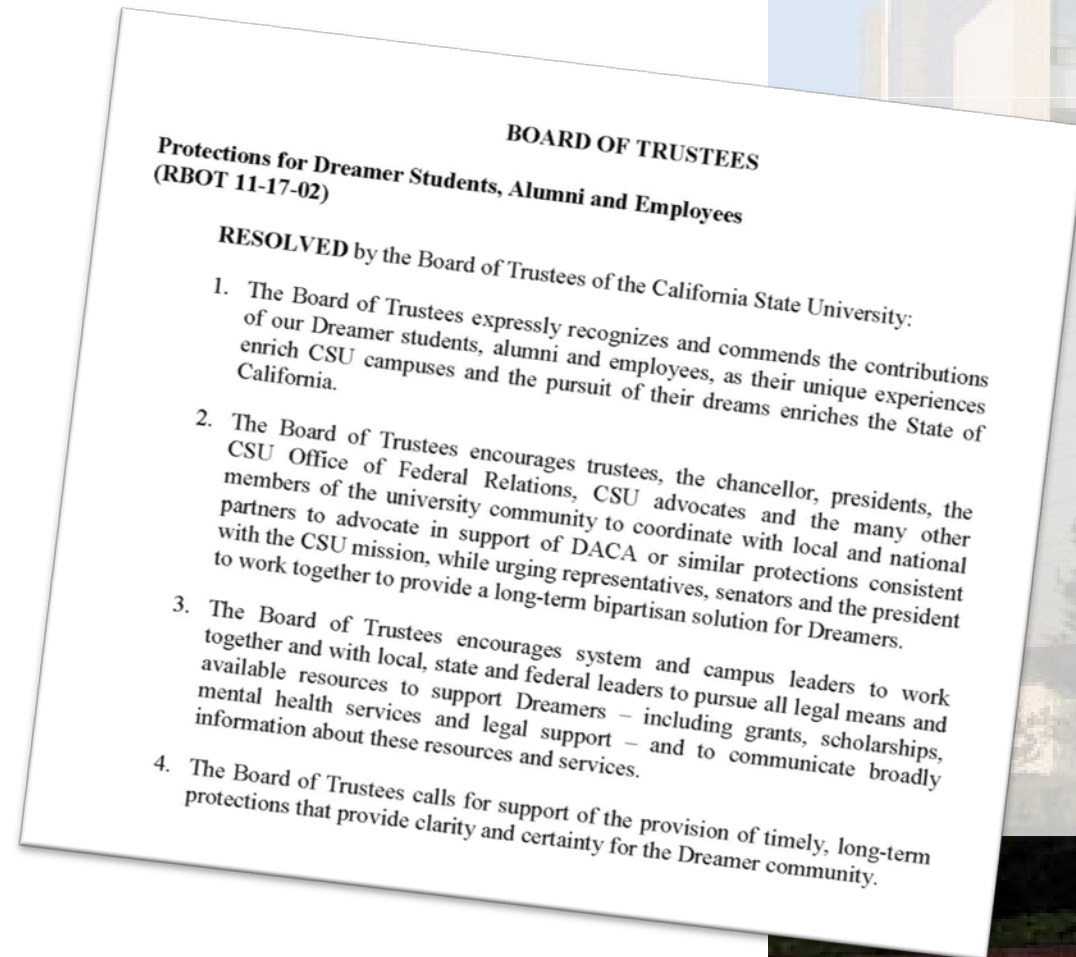 BOARD OF TRUSTEES
Protections for Dreamer Students, Alumni and Employees
(RBOT 11-17-02)
RESOLVED by the Board of Trustees of the California State University:
1. The Board of Trustees expressly recognizes and commends the contributions
of our Dreamer students, alumni and employees, as their unique experiences
enrich CSU campuses and the pursuit of their dreams enriches the State of
California.
2. The Board of Trustees encourages trustees, the chancellor, presidents, the
CSU Office of Federal Relations, CSU advocates and the many other
members of the university community to coordinate with local and national
partners to advocate in support of DACA or similar protections consistent
with the CSU mission, while urging representatives, senators and the president
to work together to provide a long-term bipartisan solution for Dreamers.
3. The Board of Trustees encourages system and campus leaders to work
together and with local, state and federal leaders to pursue all legal means and
available resources to support Dreamers – including grants, scholarships,
mental health services and legal support – and to communicate broadly
information about these resources and services.
4. The Board of Trustees calls for support of the provision of timely, long-term
protections that provide clarity and certainty for the Dreamer community.